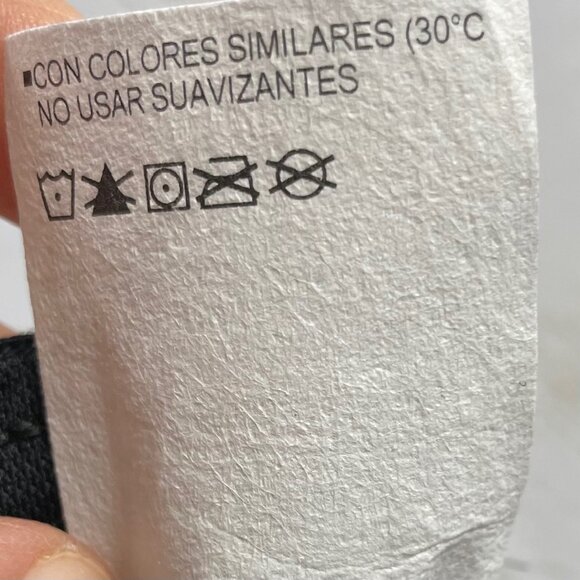 ▪CON COLORES SIMILARES (30°C
NO USAR SUAVIZANTES